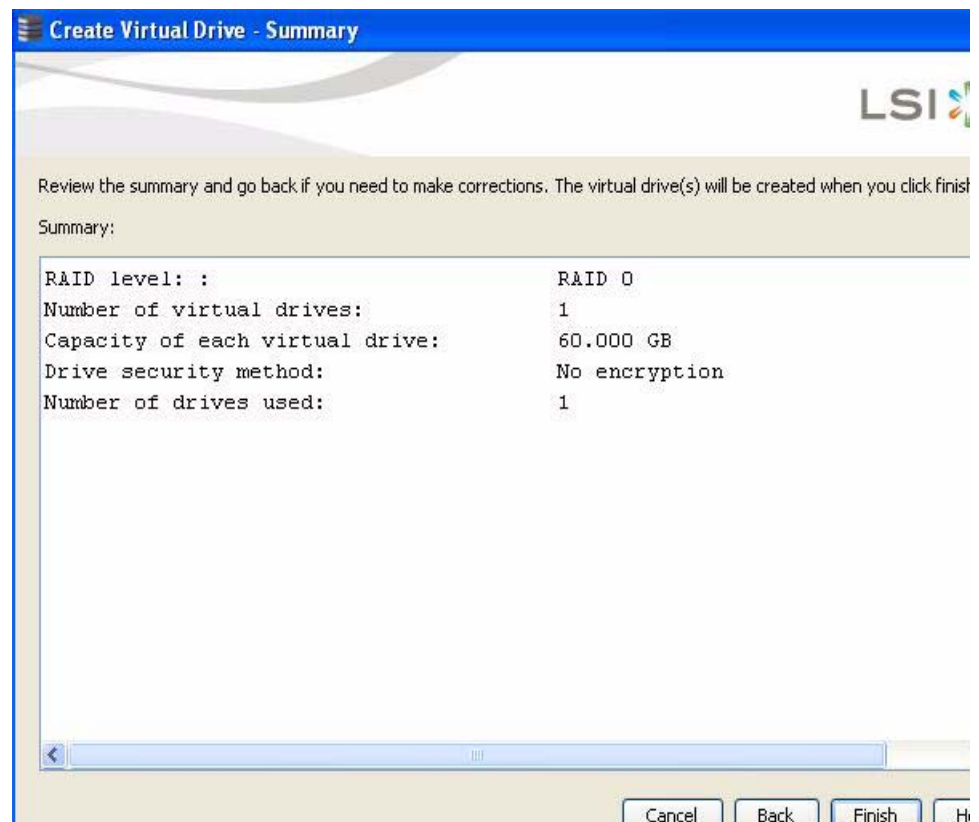 Create Virtual Drive - Summary
LSI
Review the summary and go back if you need to make corrections. The virtual drive(s) will be created when you click finish
Summary:
RAID level: : RAID 0
Number of virtual drives: 1
Capacity of each virtual drive: 60.000 GB
Drive security method: No encryption
Number of drives used: 1
Cancel Back Finish